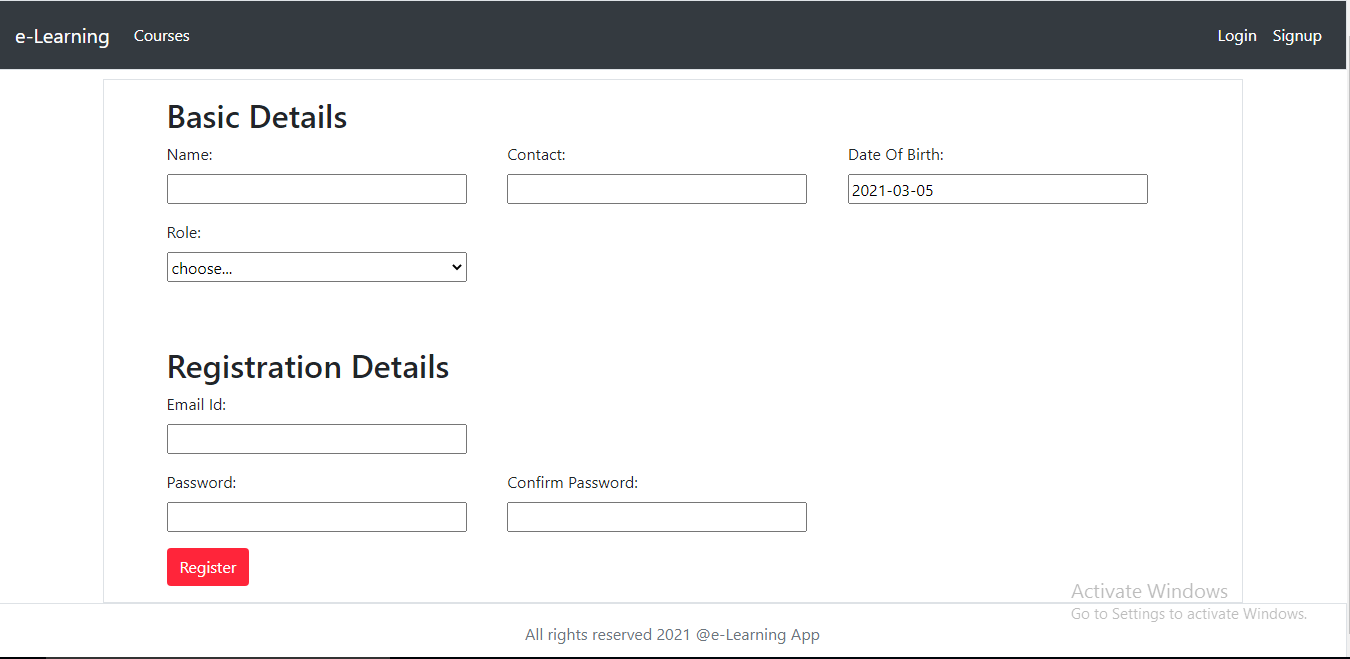 e-Learning Courses Login Signup
Basic Details
Name: Contact: Date Of Birth:
2021-03-05
Role:
choose...
Registration Details
Email Id:
Password: Confirm Password:
Register
Activate Windows
Go to Settings to activate Windows.
All rights reserved 2021 @e-Learning App